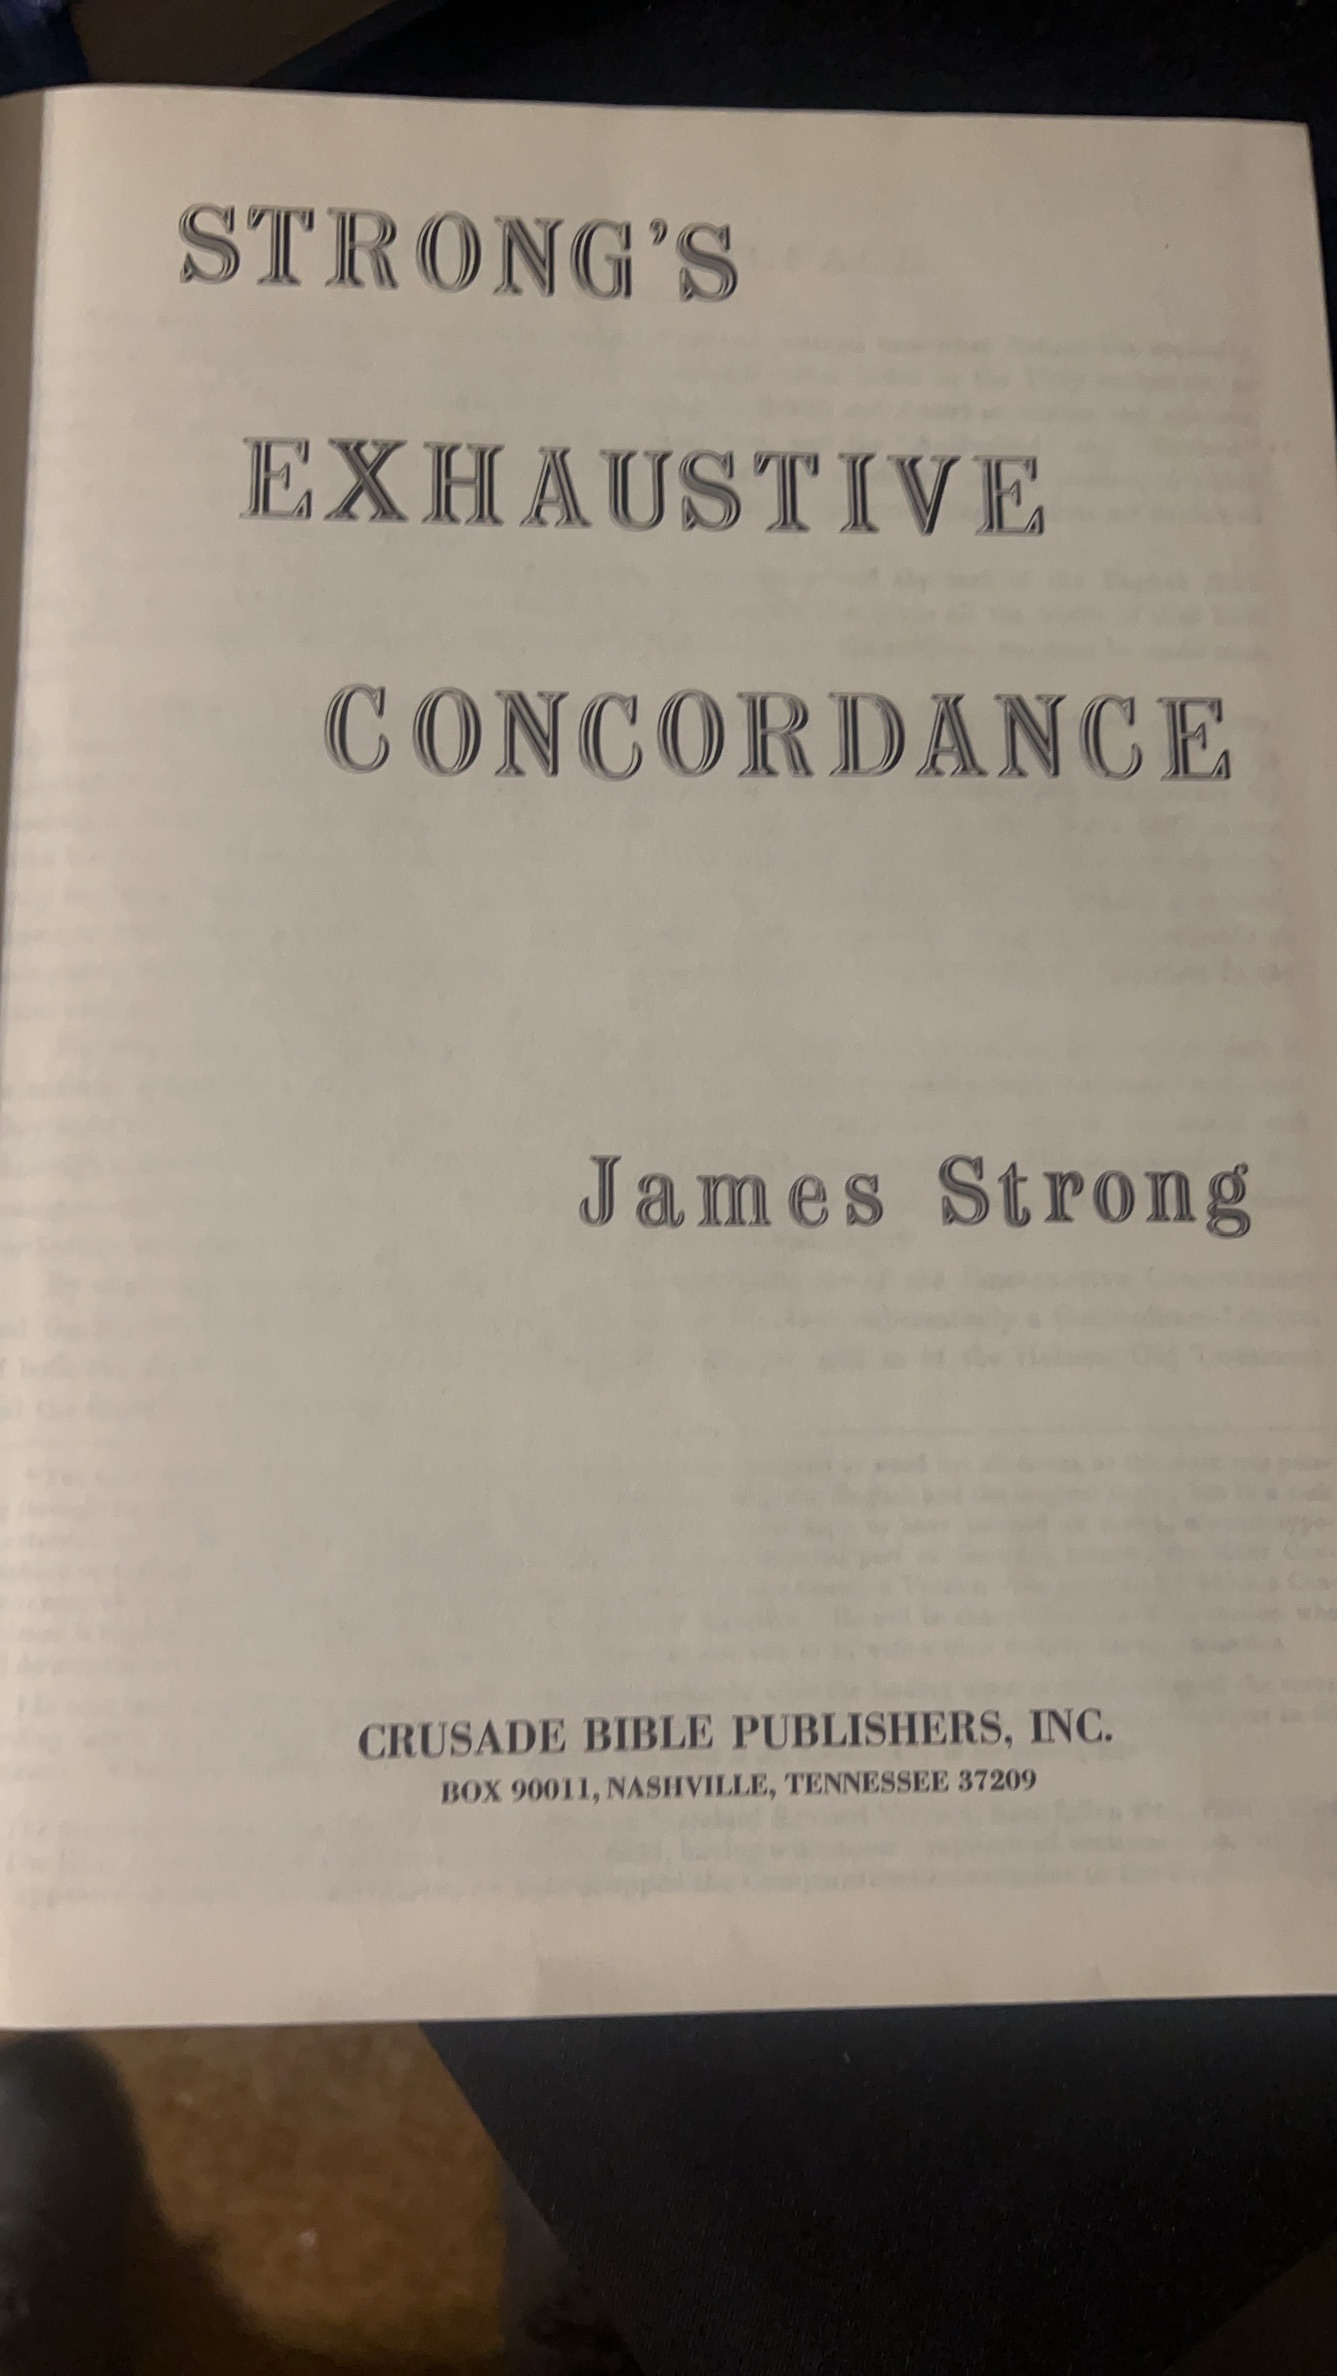 STRONG'S
EXHAUSTIVE
CONCORDANCE
James Strong
CRUSADE BIBLE PUBLISHERS, INC.
BOX 90011, NASHVILLE, TENNESSEE 37209